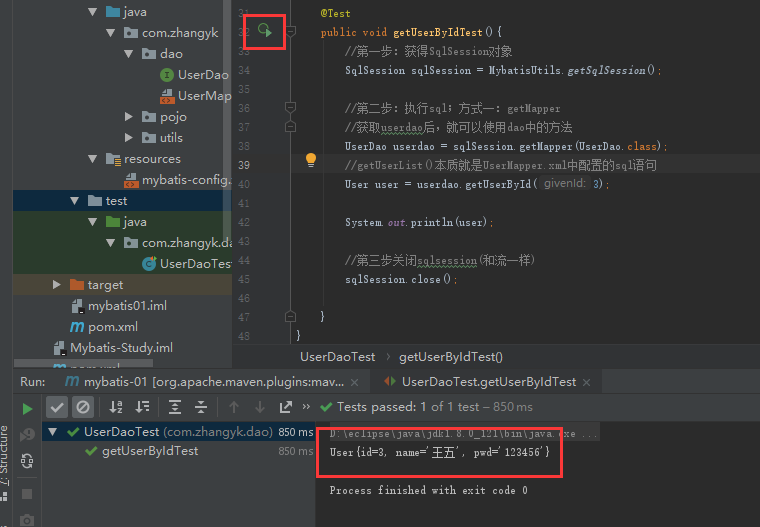 java
com.zhangyk
dao
UserDao
UserMap
pojo
utils
resources
mybatis-config.
test
java
com.zhangyk.dao
UserDaoTest
target
mybatis01.iml
pom.xml
Mybatis-Study.iml
31 @Test
32 public void getUserByIdTest(){
33 //第一步: 获得SqlSession对象
34 SqlSession sqlSession = MybatisUtils.getSqlSession();
35
36 //第二步: 执行sql; 方式一: getMapper
37 //获取userdao后, 就可以使用dao中的方法
38 UserDao userdao = sqlSession.getMapper(UserDao.class);
39 //getUserList()本质就是UserMapper.xml中配置的sql语句
40 User user = userdao.getUserById( givenId: 3);
41
42 System.out.println(user);
43
44 //第三步关闭sqlsession(和流一样)
45 sqlSession.close();
46
47 }
48 }
UserDaoTest > getUserByIdTest()
Run: mybatis-01 [org.apache.maven.plugins:mav... × UserDaoTest.getUserByIdTest ×
Tests passed: 1 of 1 test – 850 ms
UserDaoTest (com.zhangyk.dao) 850 ms
getUserByIdTest 850 ms
D:\eclipse\java\jdk1.8.0_121\bin\java.exe ...
User{id=3, name='王五', pwd='123456'}
Process finished with exit code 0
Z: Structure